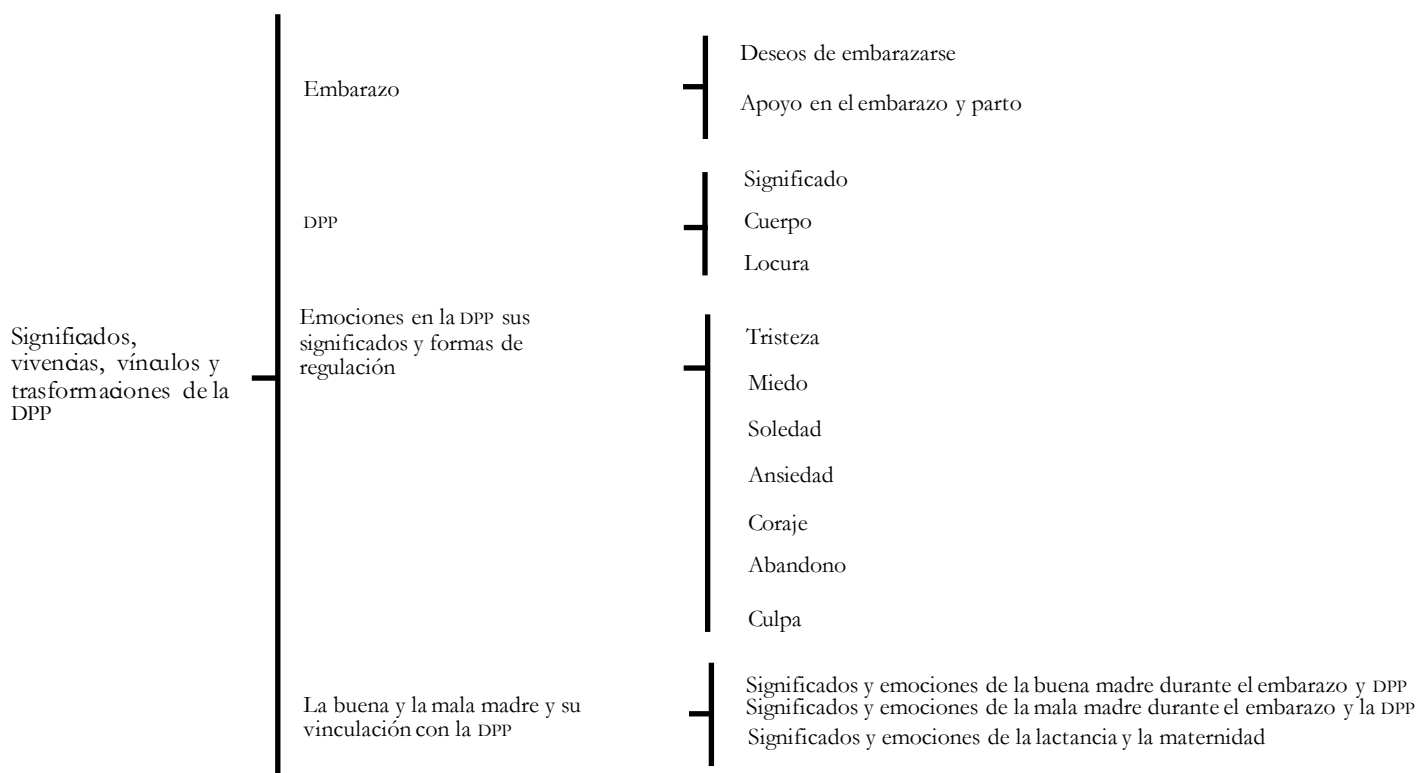 Significados,
vivencias, vínculos y
trasformaciones de la
DPP
Embarazo
Deseos de embarazarse
Apoyo en el embarazo y parto
DPP
Significado
Cuerpo
Locura
Emociones en la DPP sus
significados y formas de
regulación
Tristeza
Miedo
Soledad
Ansiedad
Coraje
Abandono
Culpa
La buena y la mala madre y su
vinculación con la DPP
Significados y emociones de la buena madre durante el embarazo y DPP
Significados y emociones de la mala madre durante el embarazo y la DPP
Significados y emociones de la lactancia y la maternidad